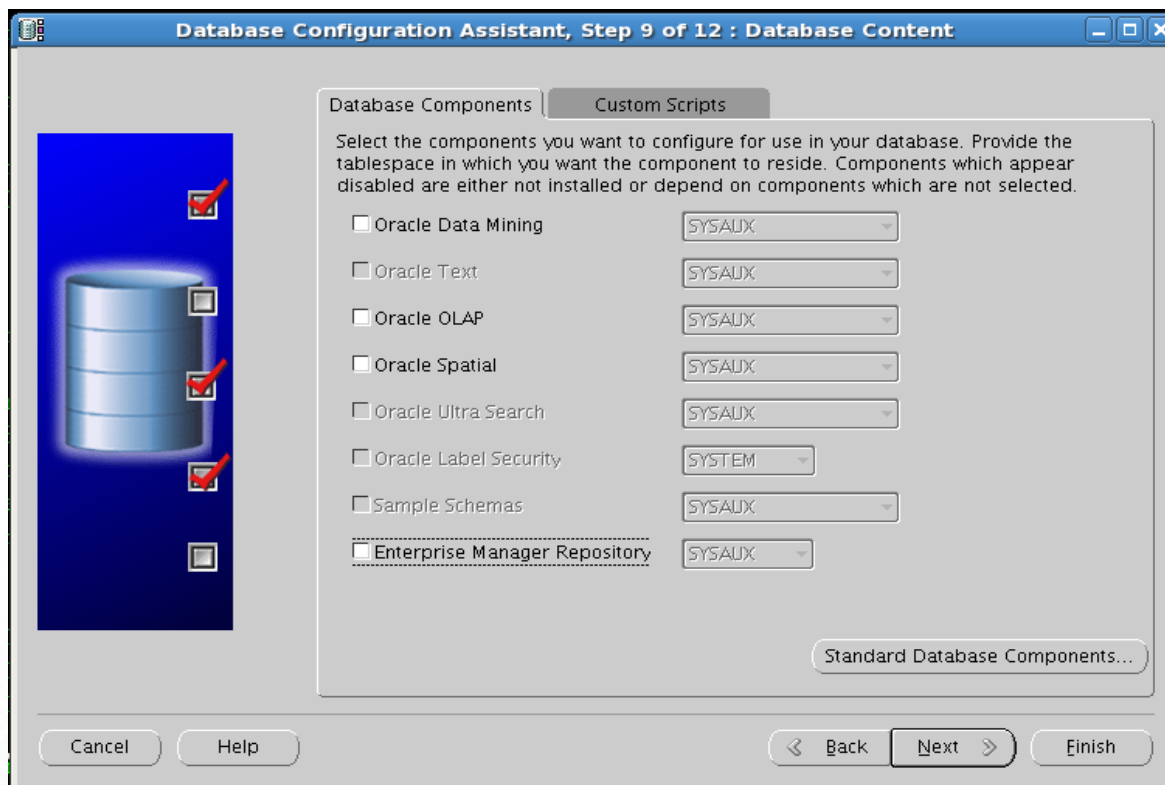 Database Configuration Assistant, Step 9 of 12 : Database Content
Database Components
Custom Scripts
Select the components you want to configure for use in your database. Provide the
tablespace in which you want the component to reside. Components which appear
disabled are either not installed or depend on components which are not selected.
Oracle Data Mining SYSAUX
Oracle Text SYSAUX
Oracle OLAP SYSAUX
Oracle Spatial SYSAUX
Oracle Ultra Search SYSAUX
Oracle Label Security SYSTEM
Sample Schemas SYSAUX
Enterprise Manager Repository SYSAUX
Standard Database Components...
Cancel Help Back Next Finish